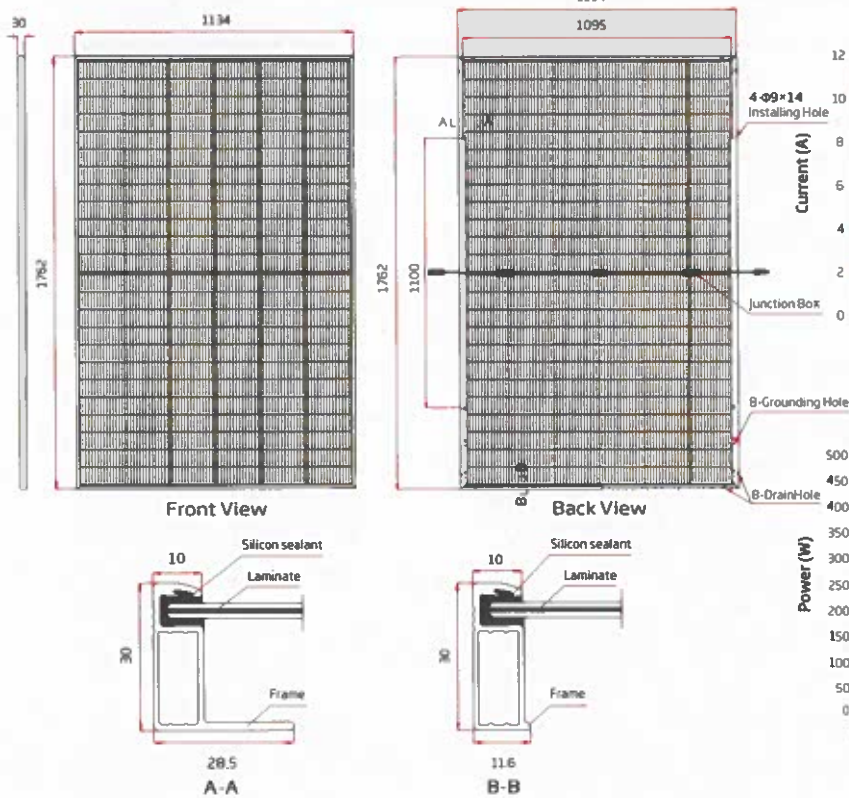 30
1134
1095
1762
1762
1100
A
A
4-Φ9×14
Installing Hole
Junction Box
8-Grounding Hole
8-DrainHole
B
B
Front View
Back View
12
10
8
6
4
2
0
Current (A)
500
450
400
350
300
250
200
150
100
50
0
Power (W)
10
Silicon sealant
Laminate
30
Frame
28.5
A-A
10
Silicon sealant
Laminate
30
Frame
11.6
B-B